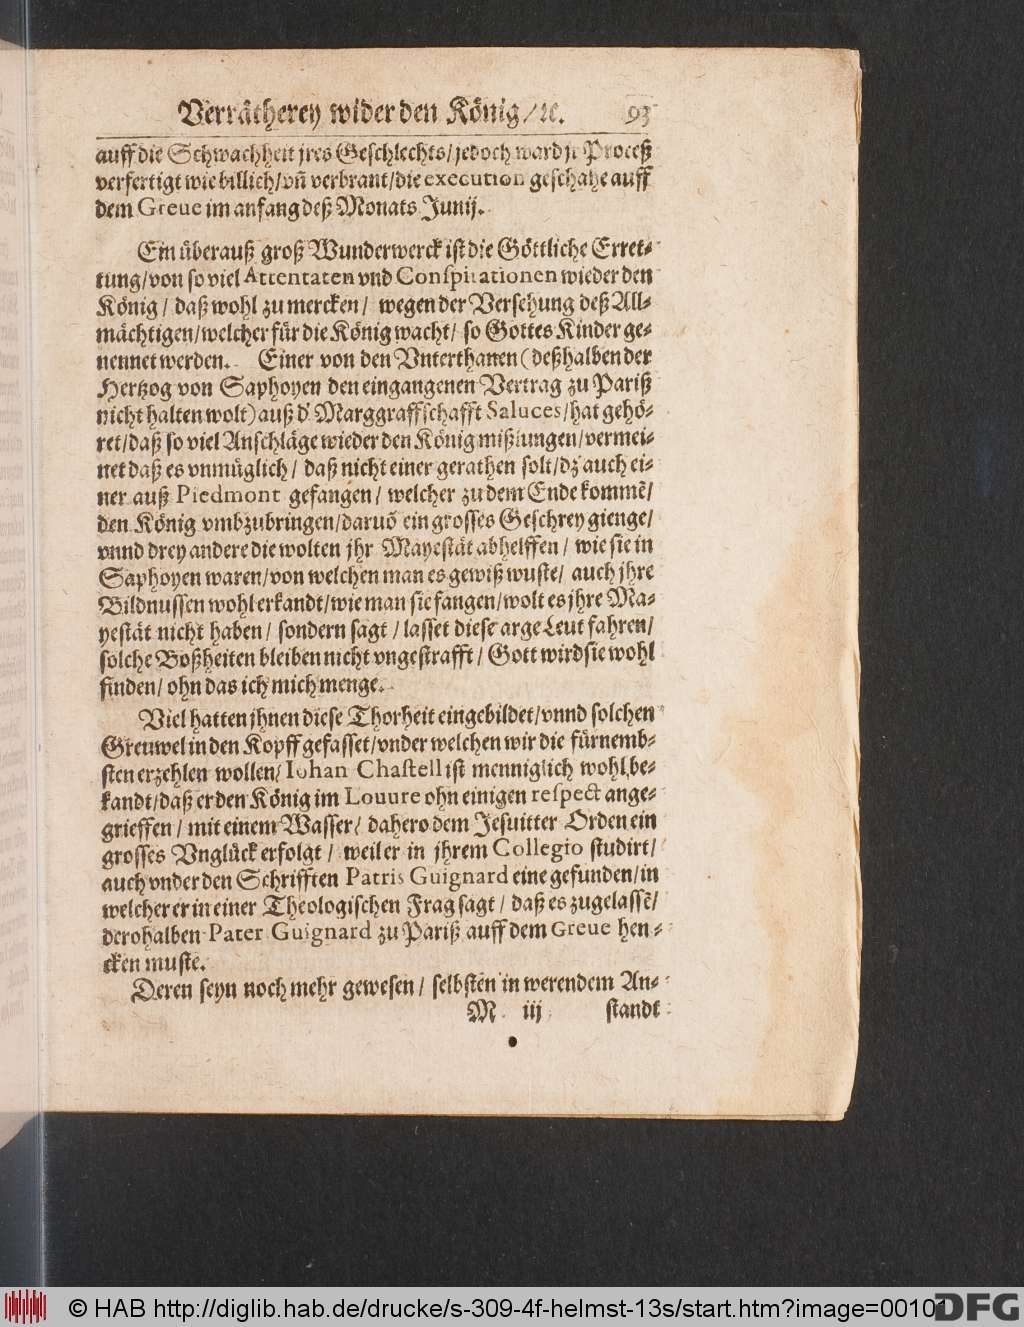 Verrätherey wider den König/ꝛc. 93
auff die Schwachheit jres Geschlechts/jedoch ward jr Proceß
verfertigt wie billich/vñ verbrant/die execution geschahe auff
dem Greue im anfang deß Monats Junij.
Ein überauß groß Wunderwerck ist die Göttliche Erret-
tung/von so viel Attentaten vnd Conspirationen wieder den
König/ daß wohl zu mercken/ wegen der Versehung deß All-
mächtigen/welcher für die König wacht/ so Gottes Kinder ge-
nennet werden. Einer von den Vnterthanen (deßhalben der
Hertzog von Saphoyen den eingangenen Vertrag zu Pariß
nicht halten wolt) auß d' Marggraffschafft Saluces/hat gehö-
ret/daß so viel Anschläge wieder den König mißlungen/vermei-
net daß es vnmüglich/ daß nicht einer gerathen solt/dz auch ei-
ner auß Piedmont gefangen/ welcher zu dem Ende kommẽ/
den König vmbzubringen/daruõ ein grosses Geschrey gienge/
vnnd drey andere die wolten jhr Mayestät abhelffen/ wie sie in
Saphoyen waren/von welchen man es gewiß wuste/ auch jhre
Bildnussen wohl erkandt/wie man sie fangen/wolt es jhre Ma-
yestät nicht haben/ sondern sagt/lasset diese arge Leut fahren/
solche Boßheiten bleiben nicht vngestrafft/ Gott wird sie wohl
finden/ ohn das ich mich menge.
Viel hatten jhnen diese Thorheit eingebildet/vnnd solchen
Greuwel in den Kopff gefasset/vnder welchen wir die fürnemb-
sten erzehlen wollen/ Iohan Chastell ist menniglich wohl be-
kandt/daß er den König im Louure ohn einigen respect ange-
grieffen/ mit einem Wasser/ dahero dem Jesuitter Orden ein
grosses Vnglück erfolgt/ weil er in jhrem Collegio studirt/
auch vnder den Schrifften Patris Guignard eine gefunden/in
welcher er in einer Theologischen Frag sagt/ daß es zugelassẽ/
derohalben Pater Guignard zu Pariß auff dem Greue hen-
cken muste.
Deren seyn noch mehr gewesen/ selbsten in werendem An-
M iij standt
© HAB http://diglib.hab.de/drucke/s-309-4f-helmst-13s/start.htm?image=00101
DFG